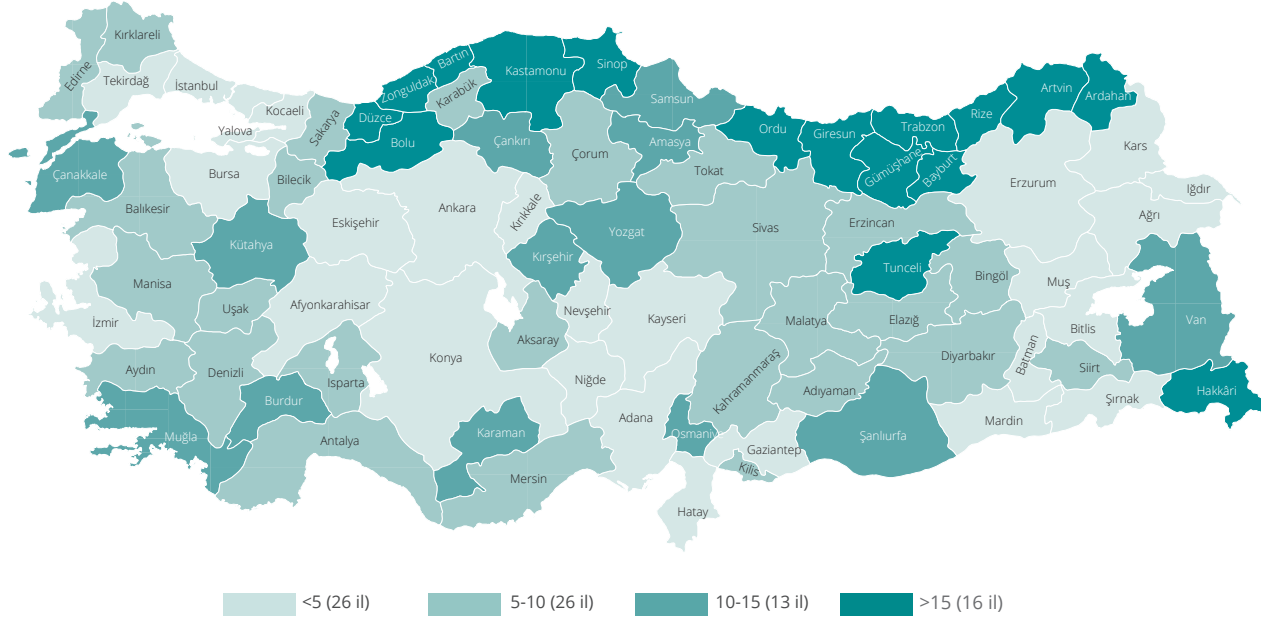 Kırklareli
Edirne
Tekirdağ
İstanbul
Kocaeli
Yalova
Sakarya
Düzce
Zonguldak
Bartın
Karabük
Kastamonu
Sinop
Bolu
Çankırı
Samsun
Amasya
Çorum
Tokat
Ordu
Giresun
Trabzon
Gümüşhane
Bayburt
Rize
Artvin
Ardahan
Kars
Iğdır
Ağrı
Erzurum
Erzincan
Sivas
Yozgat
Kırıkkale
Ankara
Eskişehir
Bilecik
Bursa
Çanakkale
Balıkesir
Kütahya
Manisa
Uşak
Afyonkarahisar
İzmir
Kırşehir
Nevşehir
Aksaray
Kayseri
Konya
Niğde
Malatya
Elazığ
Tunceli
Bingöl
Muş
Bitlis
Van
Hakkâri
Şırnak
Siirt
Batman
Diyarbakır
Mardin
Şanlıurfa
Adıyaman
Kahramanmaraş
Gaziantep
Kilis
Osmaniye
Adana
Hatay
Mersin
Karaman
Antalya
Isparta
Burdur
Denizli
Aydın
Muğla
<5 (26 il)
5-10 (26 il)
10-15 (13 il)
>15 (16 il)